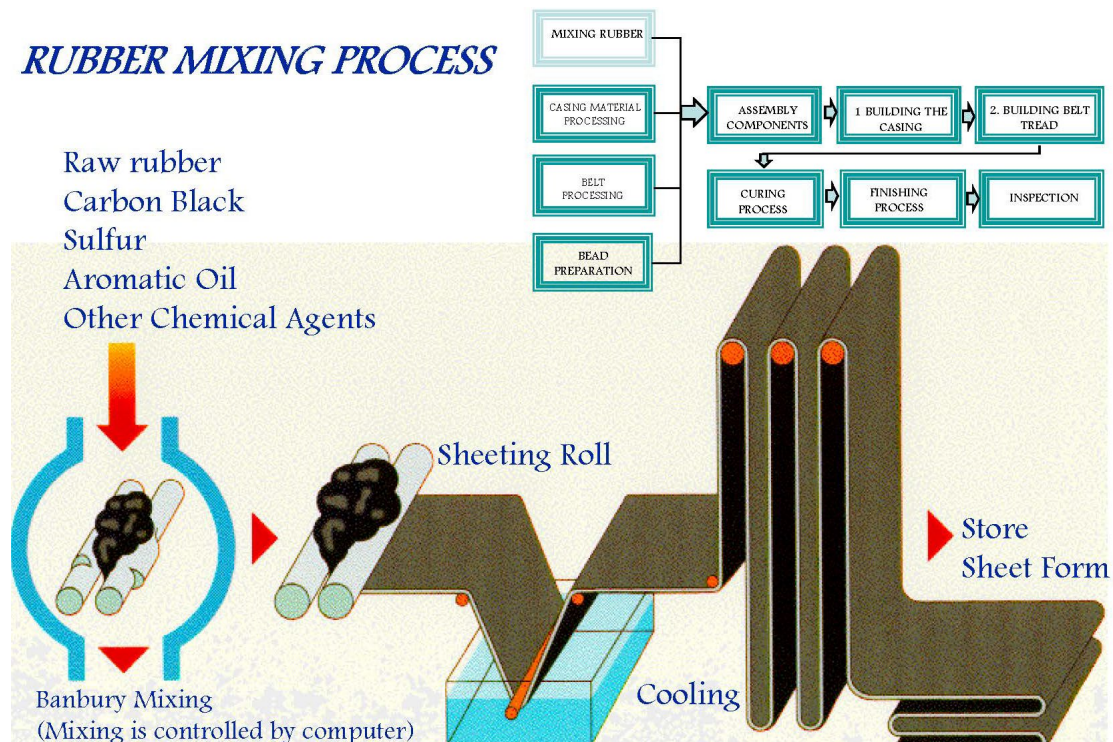 RUBBER MIXING PROCESS
MIXING RUBBER
CASING MATERIAL
PROCESSING
BELT
PROCESSING
BEAD
PREPARATION
ASSEMBLY
COMPONENTS
1 BUILDING THE
CASING
2. BUILDING BELT
TREAD
CURING
PROCESS
FINISHING
PROCESS
INSPECTION
Raw rubber
Carbon Black
Sulfur
Aromatic Oil
Other Chemical Agents
Sheeting Roll
Store
Sheet Form
Cooling
Banbury Mixing
(Mixing is controlled by computer)